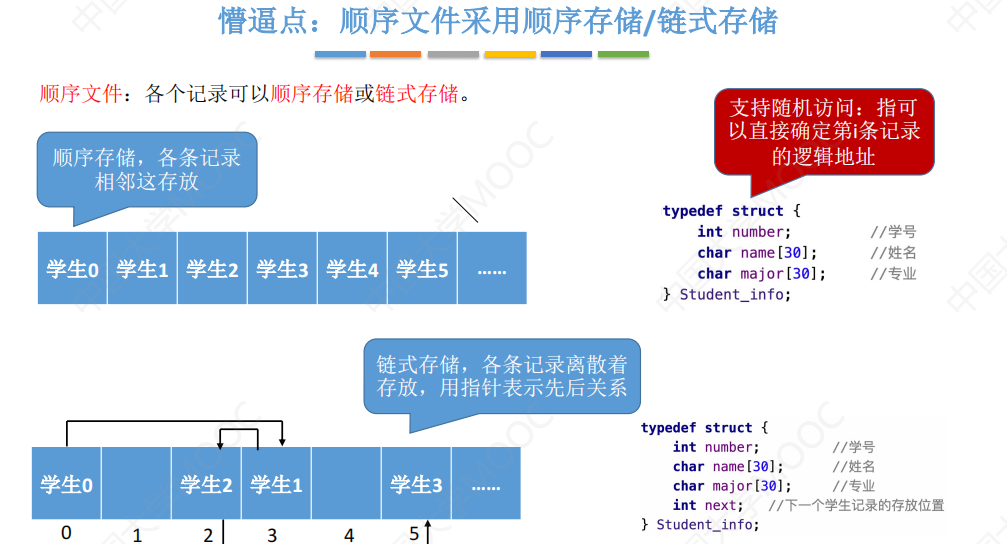 懵逼点：顺序文件采用顺序存储/链式存储
顺序文件：各个记录可以顺序存储或链式存储。
支持随机访问：指可
以直接确定第i条记录
的逻辑地址
顺序存储，各条记录
相邻这存放
typedef struct {
int number; //学号
char name[30]; //姓名
char major[30]; //专业
} Student_info;
学生0 学生1 学生2 学生3 学生4 学生5 ……
链式存储，各条记录离散着
存放，用指针表示先后关系
typedef struct {
int number; //学号
char name[30]; //姓名
char major[30]; //专业
int next; //下一个学生记录的存放位置
} Student_info;
学生0 学生2 学生1 学生3 ……
0 1 2 3 4 5
中国大学MOOC